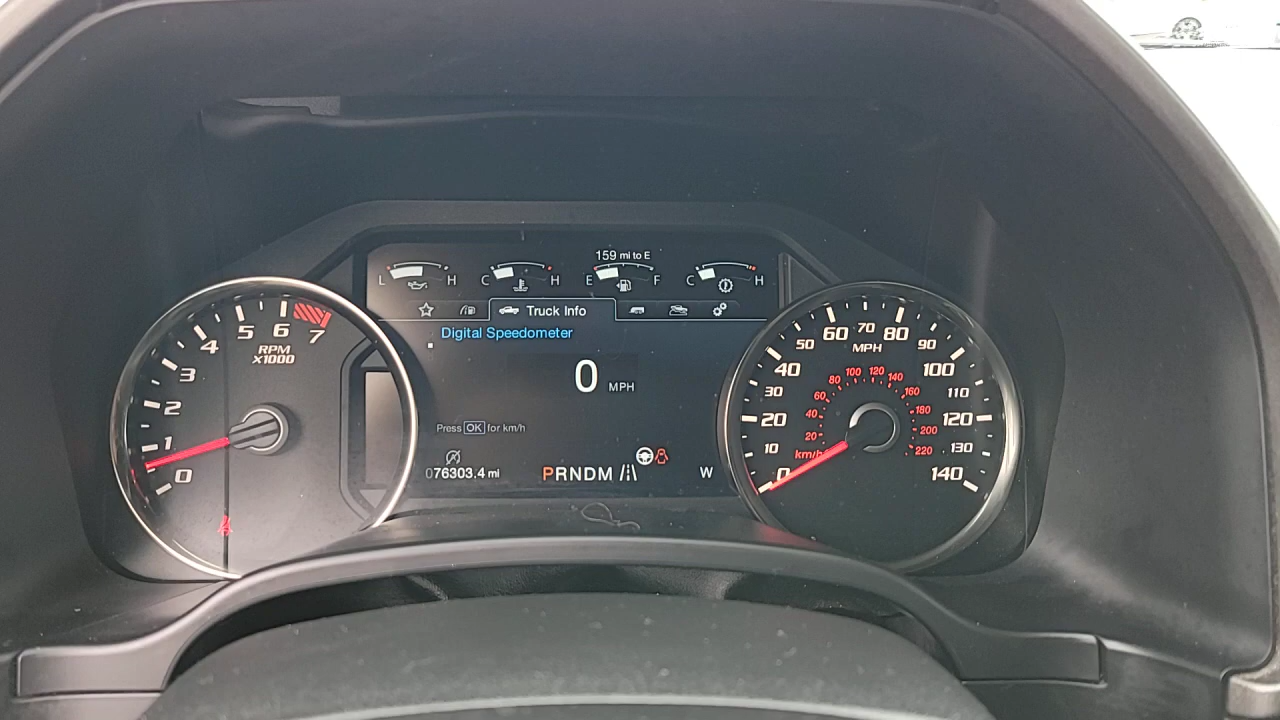 159 mi to E
L H
C H
E F
C H
Truck Info
Digital Speedometer
0 MPH
Press OK for km/h
076303.4 mi
PRNDM
W
0
1
2
3
4
5
6
7
RPM
X1000
0
10
20
30
40
50
60
70
80
90
100
110
120
130
140
MPH
km/h
20
40
60
80
100
120
140
160
180
200
220